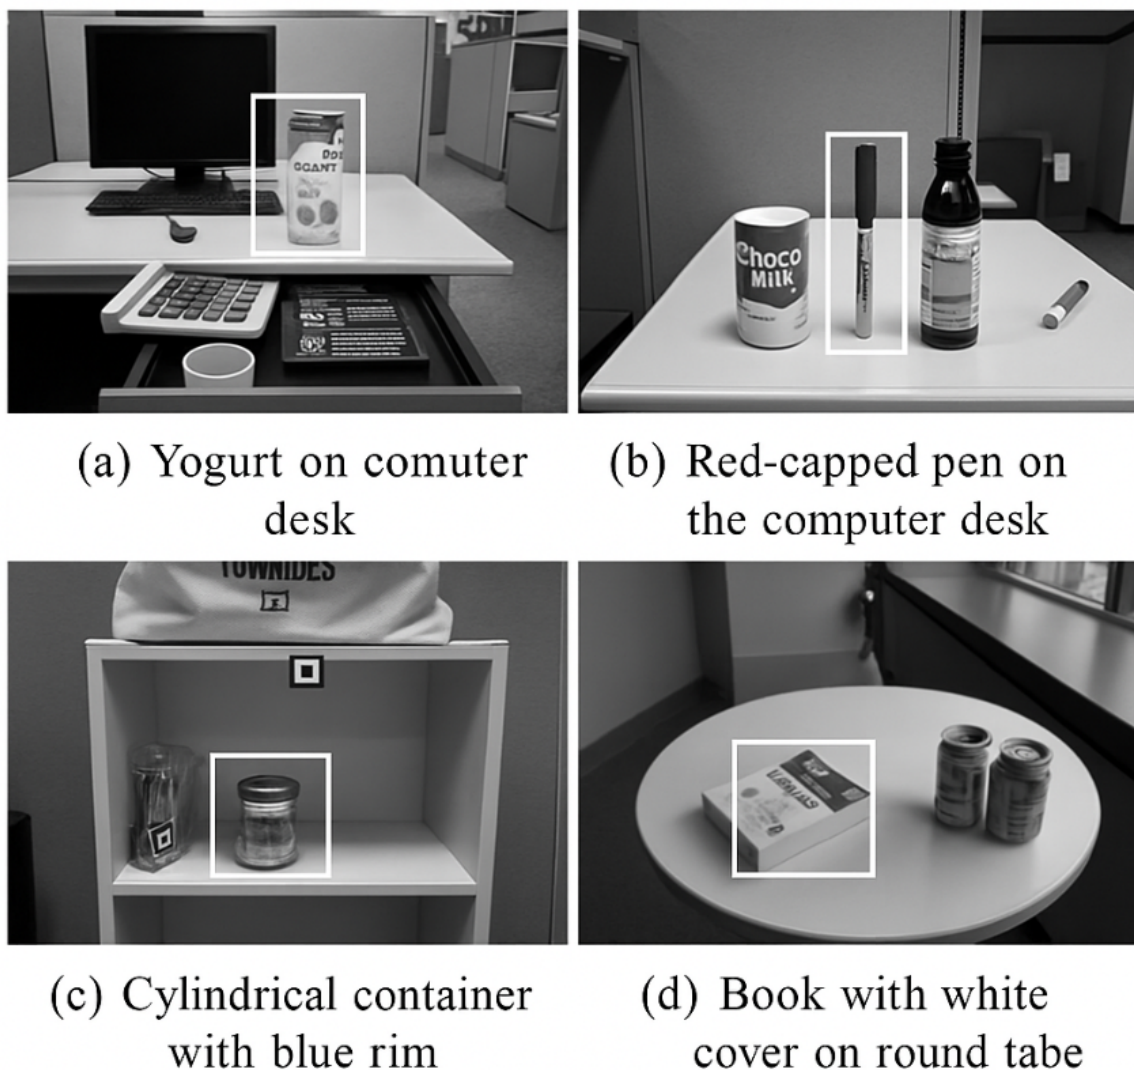 GGANT
Choco
Milk
(a) Yogurt on comuter
desk
(b) Red-capped pen on
the computer desk
TOWNIDES
(c) Cylindrical container
with blue rim
(d) Book with white
cover on round tabe